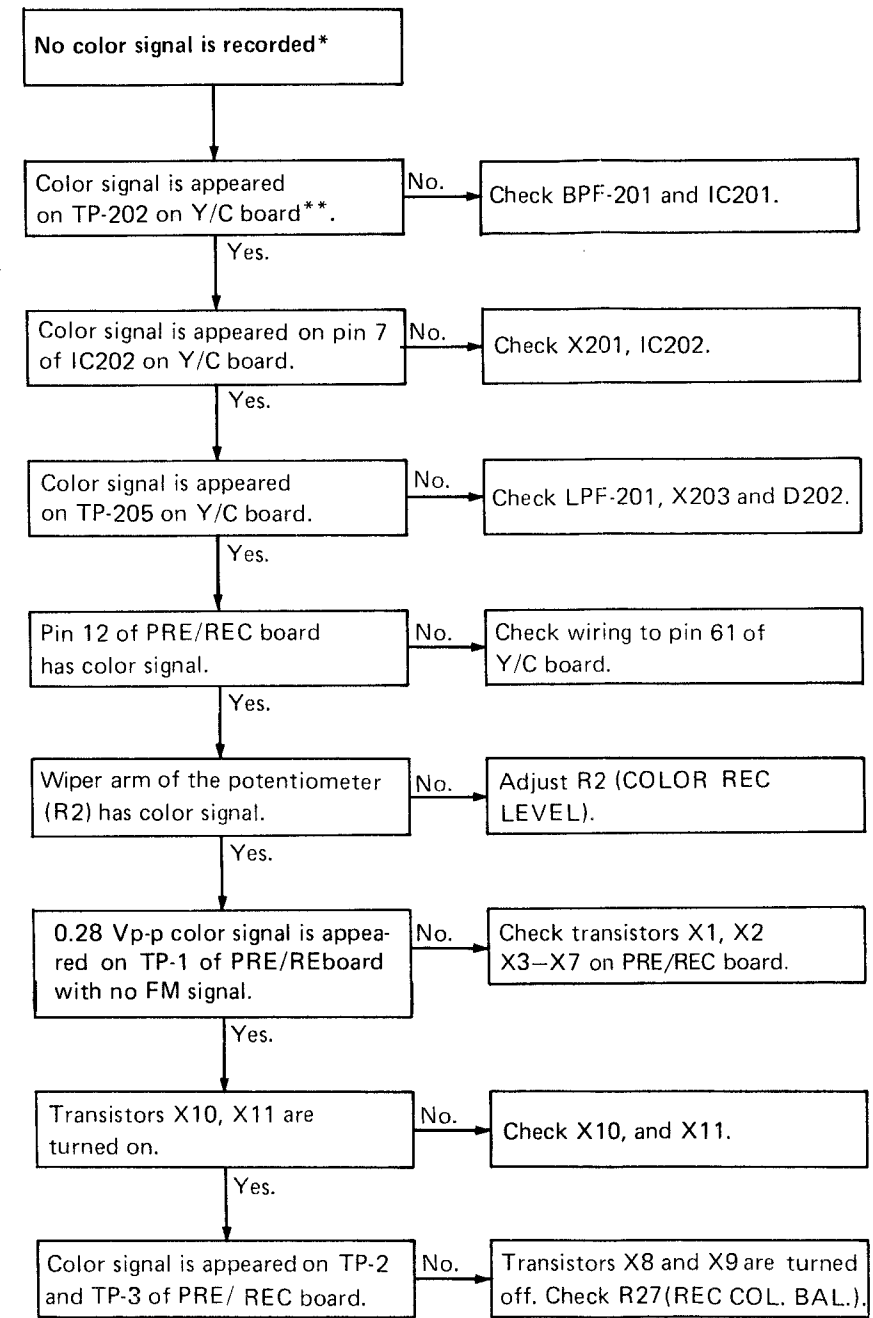 No color signal is recorded*
Color signal is appeared
on TP-202 on Y/C board**.
No.
Check BPF-201 and IC201.
Yes.
Color signal is appeared on pin 7
of IC202 on Y/C board.
No.
Check X201, IC202.
Yes.
Color signal is appeared
on TP-205 on Y/C board.
No.
Check LPF-201, X203 and D202.
Yes.
Pin 12 of PRE/REC board
has color signal.
No.
Check wiring to pin 61 of
Y/C board.
Yes.
Wiper arm of the potentiometer
(R2) has color signal.
No.
Adjust R2 (COLOR REC
LEVEL).
Yes.
0.28 Vp-p color signal is appea-
red on TP-1 of PRE/REboard
with no FM signal.
No.
Check transistors X1, X2
X3–X7 on PRE/REC board.
Yes.
Transistors X10, X11 are
turned on.
No.
Check X10, and X11.
Yes.
Color signal is appeared on TP-2
and TP-3 of PRE/ REC board.
No.
Transistors X8 and X9 are turned
off. Check R27(REC COL. BAL.).